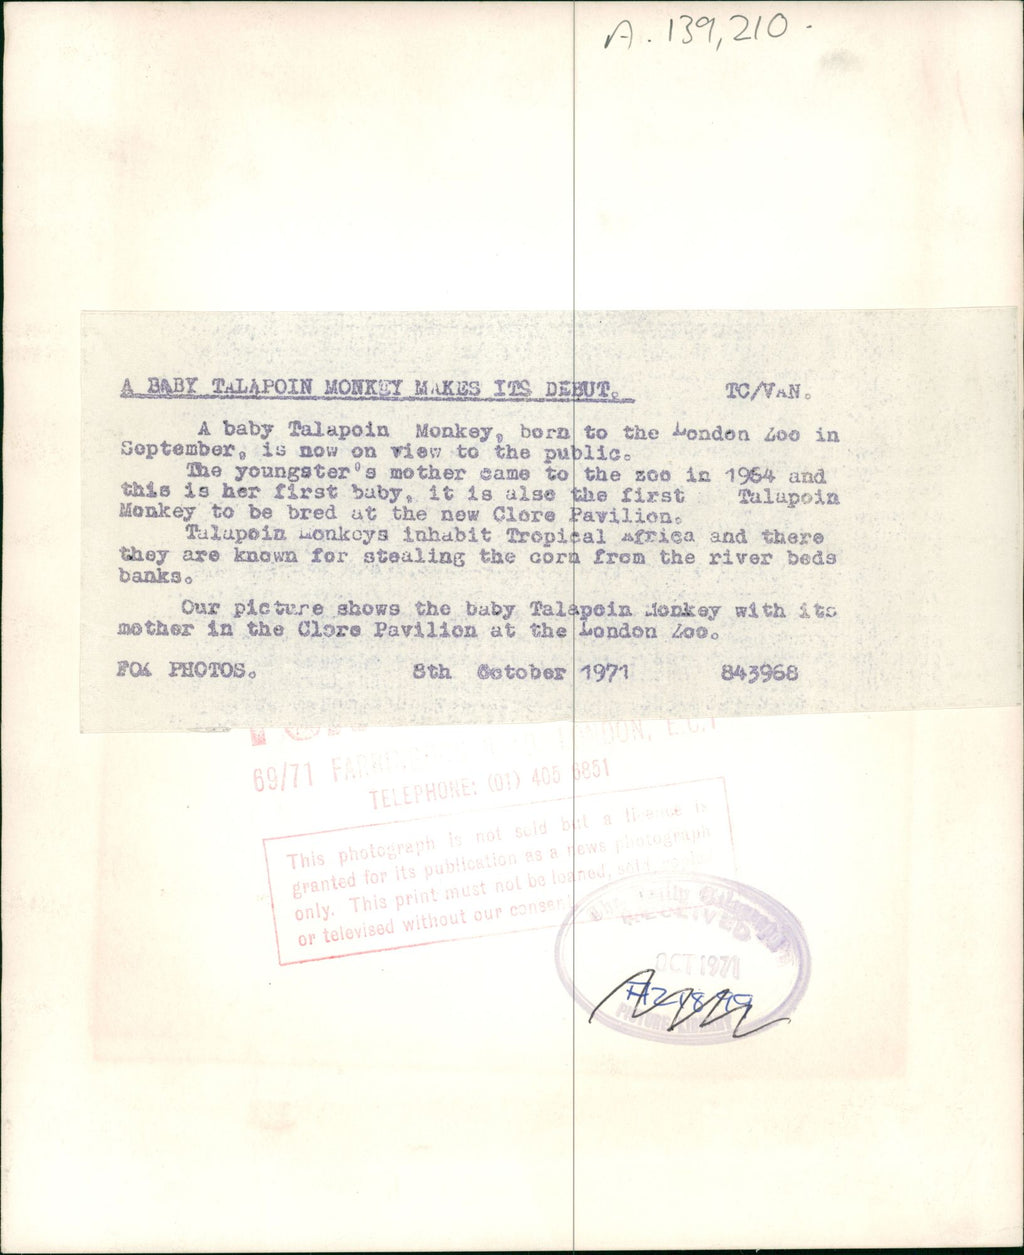 A. 139,210.
A BABY TALAPOIN MONKEY MAKES ITS DEBUT. TC/VAN.
A baby Talapoin Monkey, born to the London Zoo in
September, is now on view to the public.
The youngster's mother came to the zoo in 1964 and
this is her first baby, it is also the first Talapoin
Monkey to be bred at the new Clore Pavilion.
Talapoin Monkeys inhabit Tropical Africa and there
they are known for stealing the corn from the river beds
banks.
Our picture shows the baby Talapoin Monkey with its
mother in the Clore Pavilion at the London Zoo.
FOX PHOTOS. 8th October 1971 843968
69/71 LONDON, E.C.1
TELEPHONE: (01) 405 6851
This photograph is not sold but a licence is
granted for its publication as a news photograph
only. This print must not be loaned, sold,
or televised without our consent
RECEIVED
OCT 1971
PICTURE